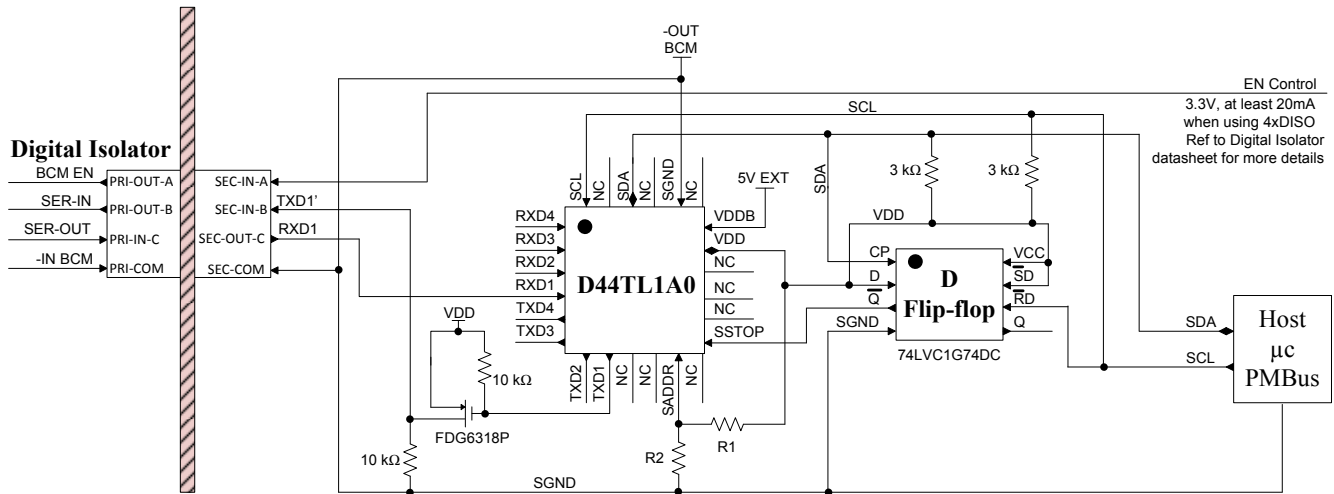 -OUT
BCM
EN Control
3.3V, at least 20mA
when using 4xDISO
Ref to Digital Isolator
datasheet for more details
SCL
Digital Isolator
BCM EN
SER-IN
SER-OUT
-IN BCM
PRI-OUT-A
PRI-OUT-B
PRI-IN-C
PRI-COM
SEC-IN-A
SEC-IN-B
SEC-OUT-C
SEC-COM
TXD1'
RXD1
SCL
NC
SDA
NC
SGND
NC
5V EXT
SDA
3 kΩ
3 kΩ
VDD
RXD4
RXD3
RXD2
RXD1
TXD4
TXD3
D44TL1A0
VDDB
VDD
NC
NC
NC
SSTOP
TXD2
TXD1
NC
NC
SADDR
NC
CP
D
Q
SGND
D
Flip-flop
VCC
SD
RD
Q
74LVC1G74DC
SDA
SCL
Host
µc
PMBus
VDD
10 kΩ
FDG6318P
10 kΩ
R1
R2
SGND